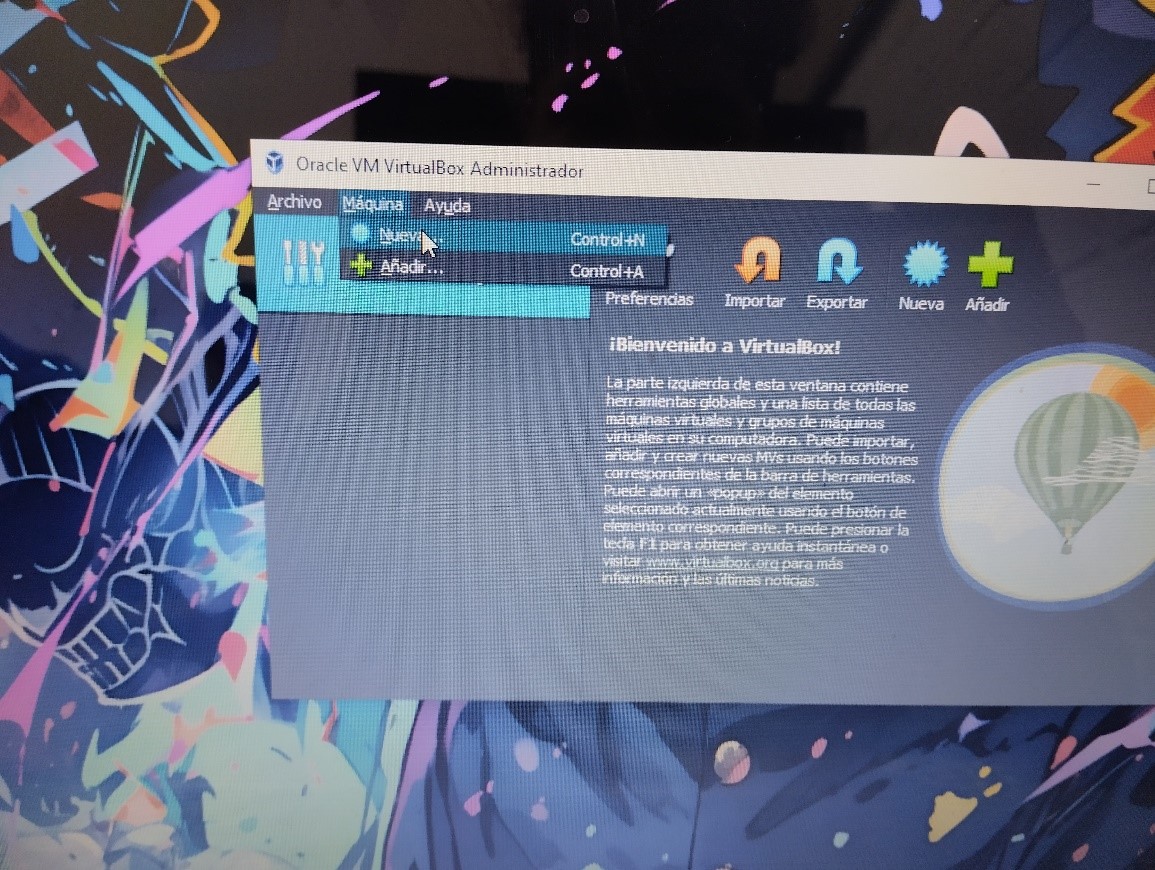 Oracle VM VirtualBox Administrador
Archivo Máquina Ayuda
Nueva Control+N
Añadir... Control+A
Preferencias Importar Exportar Nueva Añadir
¡Bienvenido a VirtualBox!
La parte izquierda de esta ventana contiene
herramientas globales y una lista de todas las
máquinas virtuales y grupos de máquinas
virtuales en su computadora. Puede importar,
añadir y crear nuevas MVs usando los botones
correspondientes de la barra de herramientas.
Puede abrir un «popup» del elemento
seleccionado actualmente usando el botón de
elemento correspondiente. Puede presionar la
tecla F1 para obtener ayuda instantánea o
visitar www.virtualbox.org para más
información y las últimas noticias.